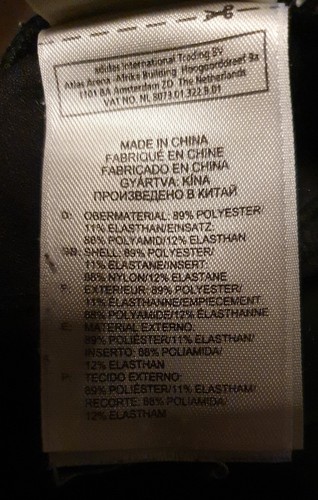 adidas International Trading BV
Atlas Arena -Afrika Building Hoogoorddreef 9a
1101 BA Amsterdam ZO The Netherlands
VAT NO. NL 8073.01.322.B.01
MADE IN CHINA
FABRIQUÉ EN CHINE
FABRICADO EN CHINA
GYÁRTVA: KÍNA
ПРОИЗВЕДЕНО В КИТАЙ
D: OBERMATERIAL: 89% POLYESTER/
11% ELASTHAN/EINSATZ:
88% POLYAMID/12% ELASTHAN
GB: SHELL: 89% POLYESTER/
11% ELASTANE/INSERT:
88% NYLON/12% ELASTANE
F: EXTERIEUR: 89% POLYESTER/
11% ELASTHANNE/EMPIECEMENT:
88% POLYAMIDE/12% ELASTHANNE
E: MATERIAL EXTERNO:
89% POLIÉSTER/11% ELASTHAN/
INSERTO: 88% POLIAMIDA/
12% ELASTHAN
P: TECIDO EXTERNO:
89% POLIÉSTER/11% ELASTHAM/
RECORTE: 88% POLIAMIDA/
12% ELASTHAM